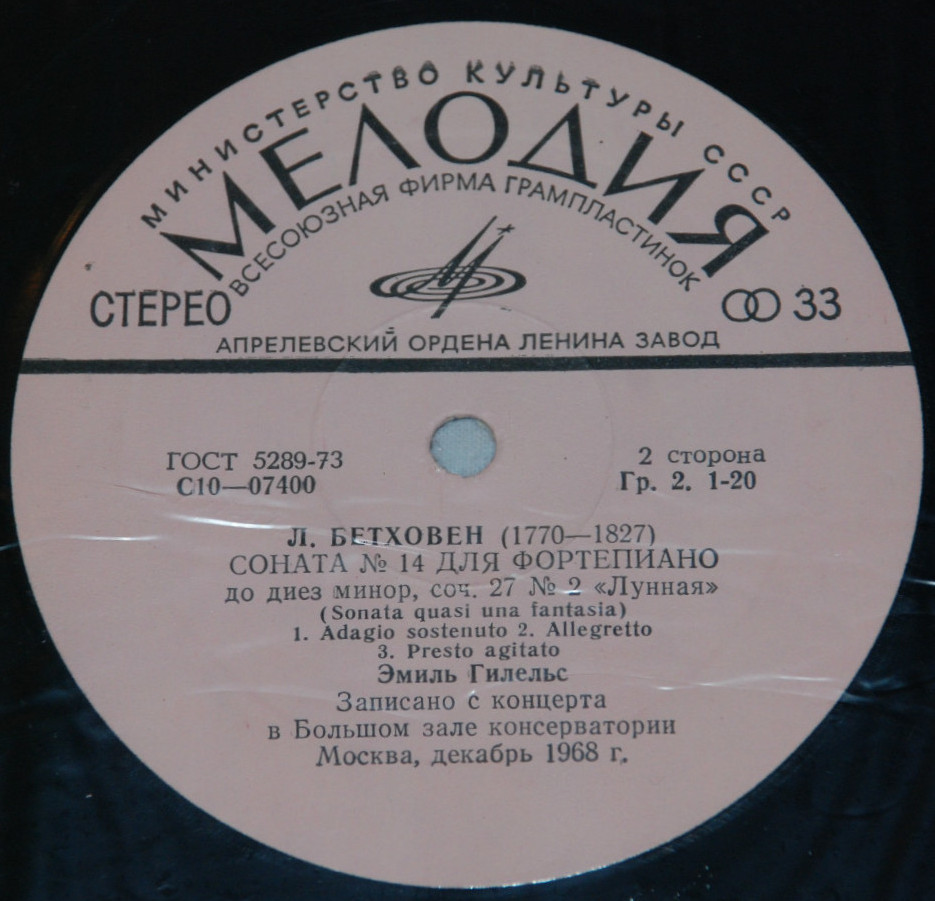 МИНИСТЕРСТВО КУЛЬТУРЫ СССР
МЕЛОДИЯ
ВСЕСОЮЗНАЯ ФИРМА ГРАМПЛАСТИНОК
СТЕРЕО
33
АПРЕЛЕВСКИЙ ОРДЕНА ЛЕНИНА ЗАВОД
ГОСТ 5289-73
2 сторона
С10—07400
Гр. 2. 1-20
Л. БЕТХОВЕН (1770—1827)
СОНАТА № 14 ДЛЯ ФОРТЕПИАНО
до диез минор, соч. 27 № 2 «Лунная»
(Sonata quasi una fantasia)
1. Adagio sostenuto 2. Allegretto
3. Presto agitato
Эмиль Гилельс
Записано с концерта
в Большом зале консерватории
Москва, декабрь 1968 г.